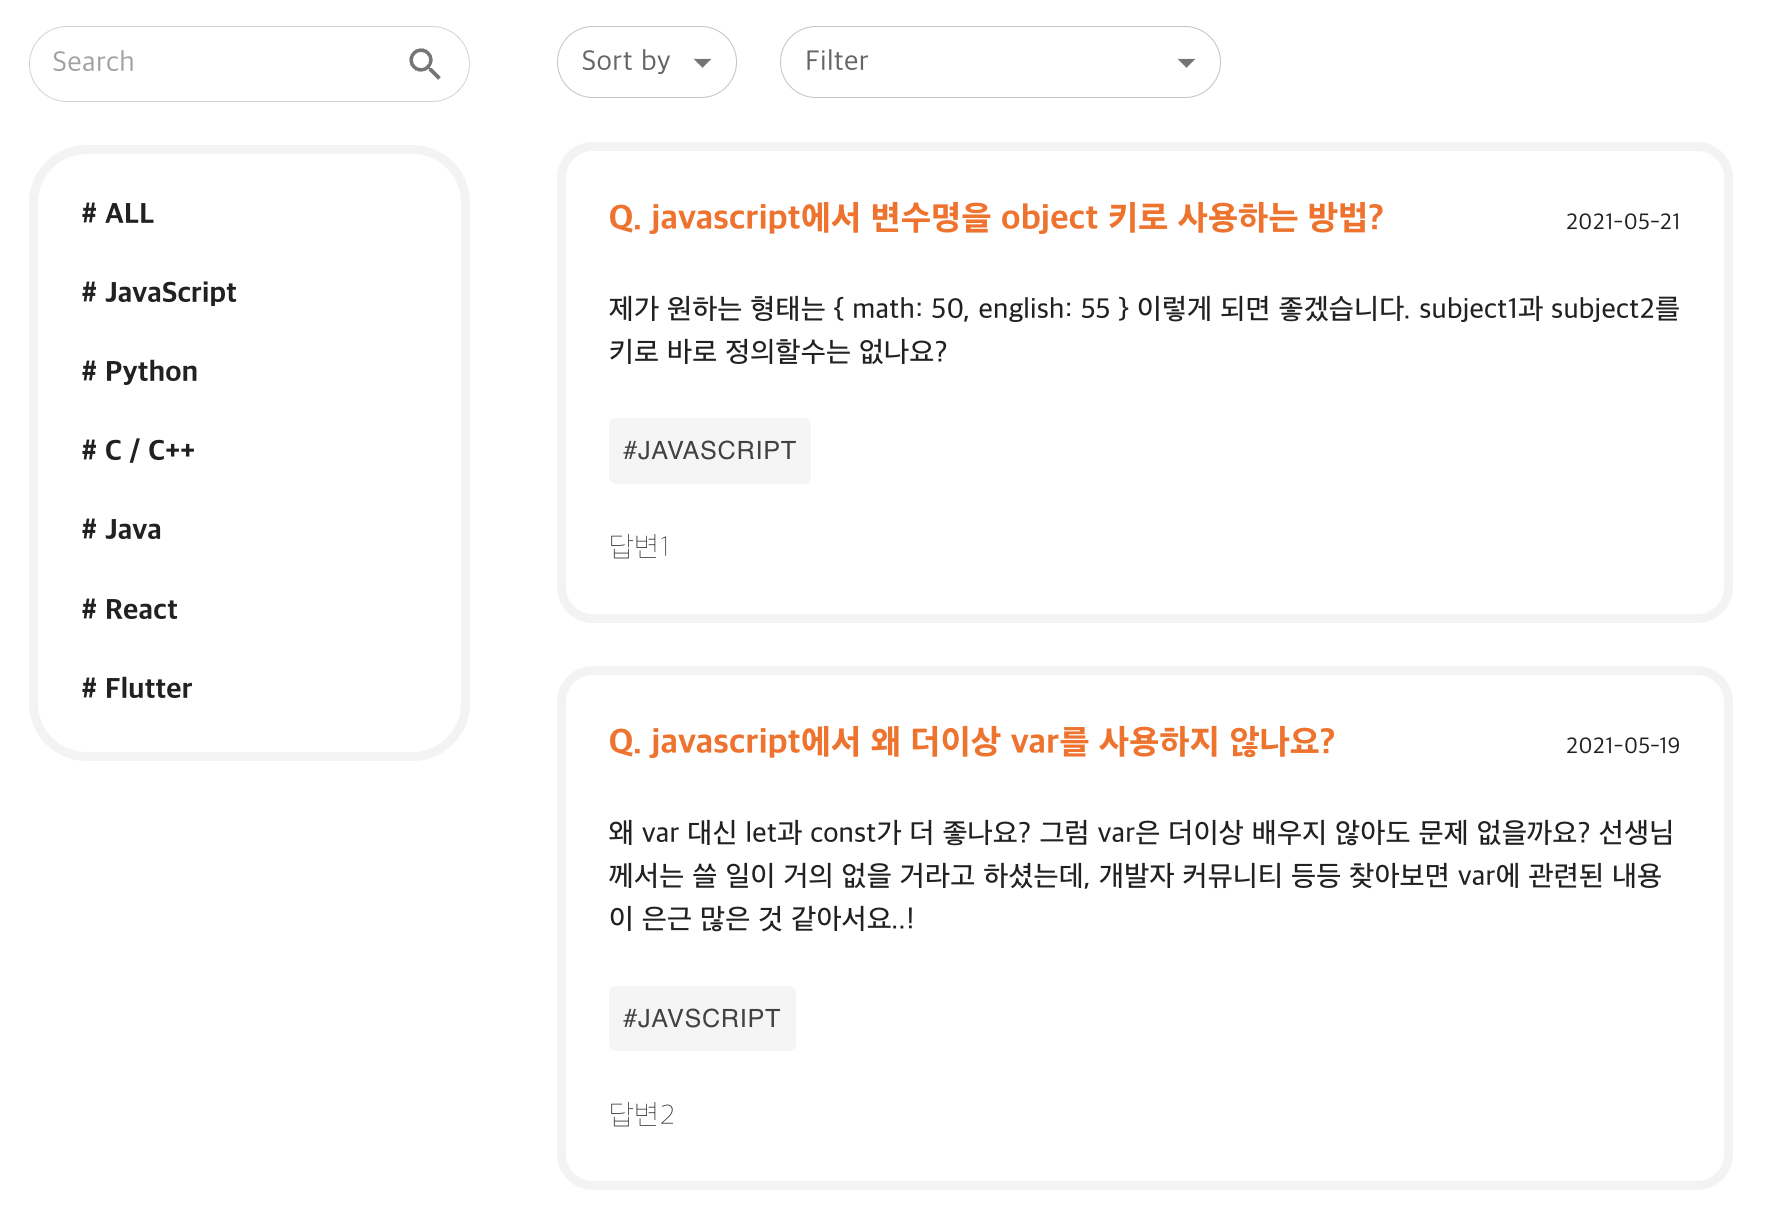 Search
Sort by
Filter
# ALL
# JavaScript
# Python
# C / C++
# Java
# React
# Flutter
Q. javascript에서 변수명을 object 키로 사용하는 방법?
2021-05-21
제가 원하는 형태는 { math: 50, english: 55 } 이렇게 되면 좋겠습니다. subject1과 subject2를
키로 바로 정의할수는 없나요?
#JAVASCRIPT
답변1
Q. javascript에서 왜 더이상 var를 사용하지 않나요?
2021-05-19
왜 var 대신 let과 const가 더 좋나요? 그럼 var은 더이상 배우지 않아도 문제 없을까요? 선생님
께서는 쓸 일이 거의 없을 거라고 하셨는데, 개발자 커뮤니티 등등 찾아보면 var에 관련된 내용
이 은근 많은 것 같아서요..!
#JAVSCRIPT
답변2